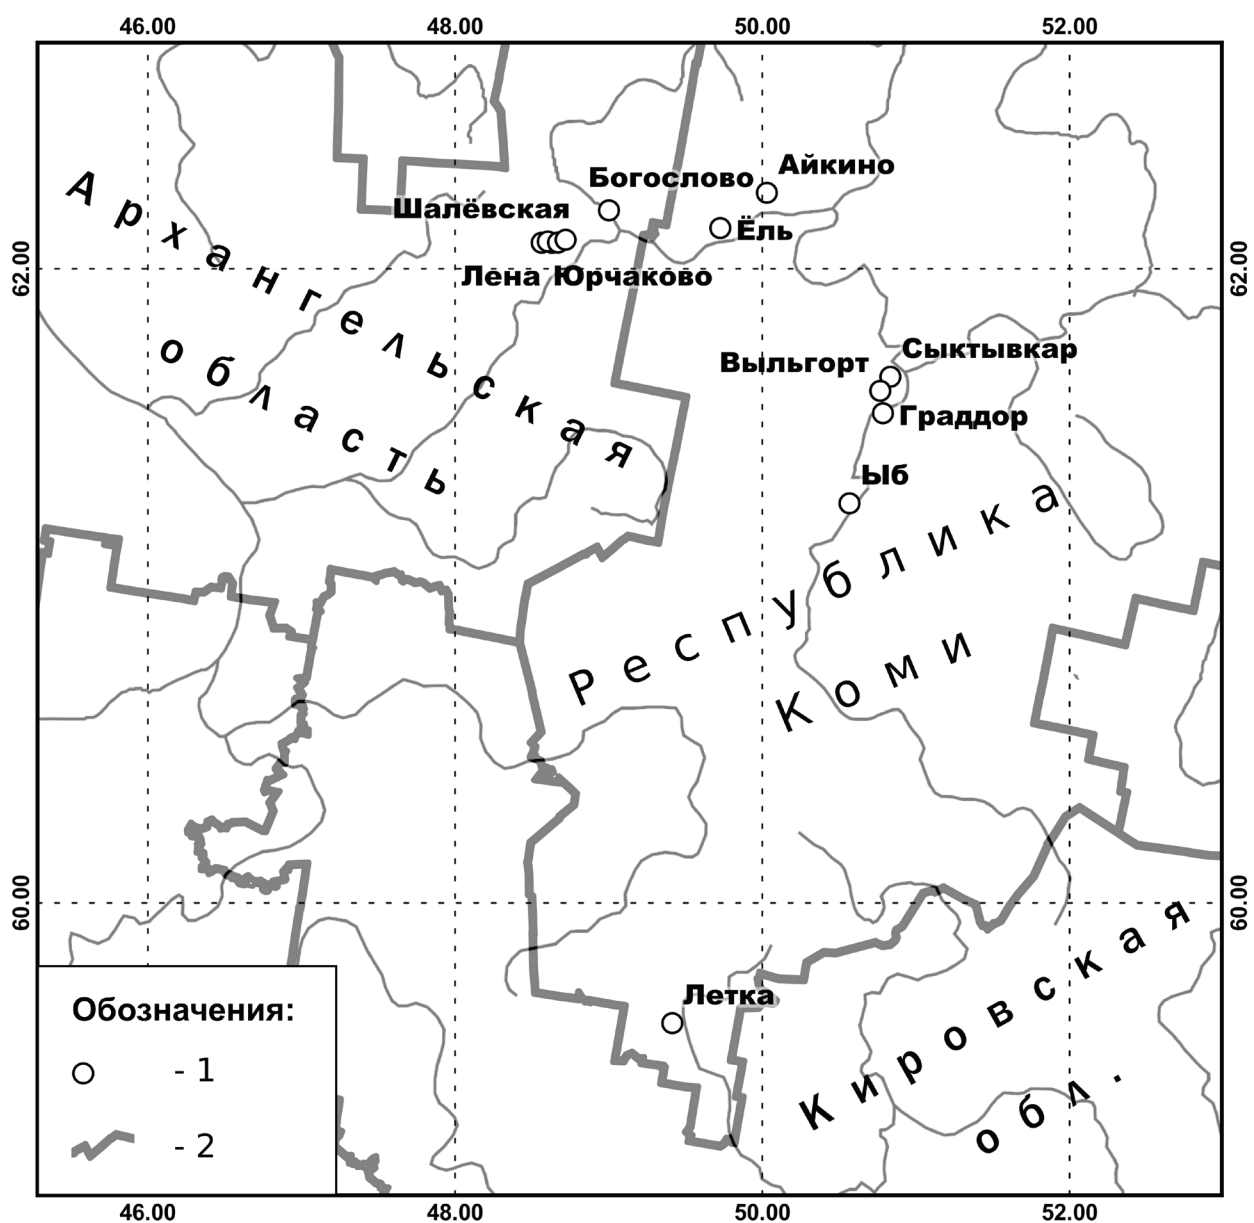 46.00 48.00 50.00 52.00
Айкино
Богослово
Архангельская
Шалёвская
Ёль
62.00 62.00
Лена Юрчаково
область
Сыктывкар
Выльгорт
Граддор
Ыб
Республика
Коми
60.00 60.00
Кировская
обл.
Летка
Обозначения:
- 1
- 2
46.00 48.00 50.00 52.00